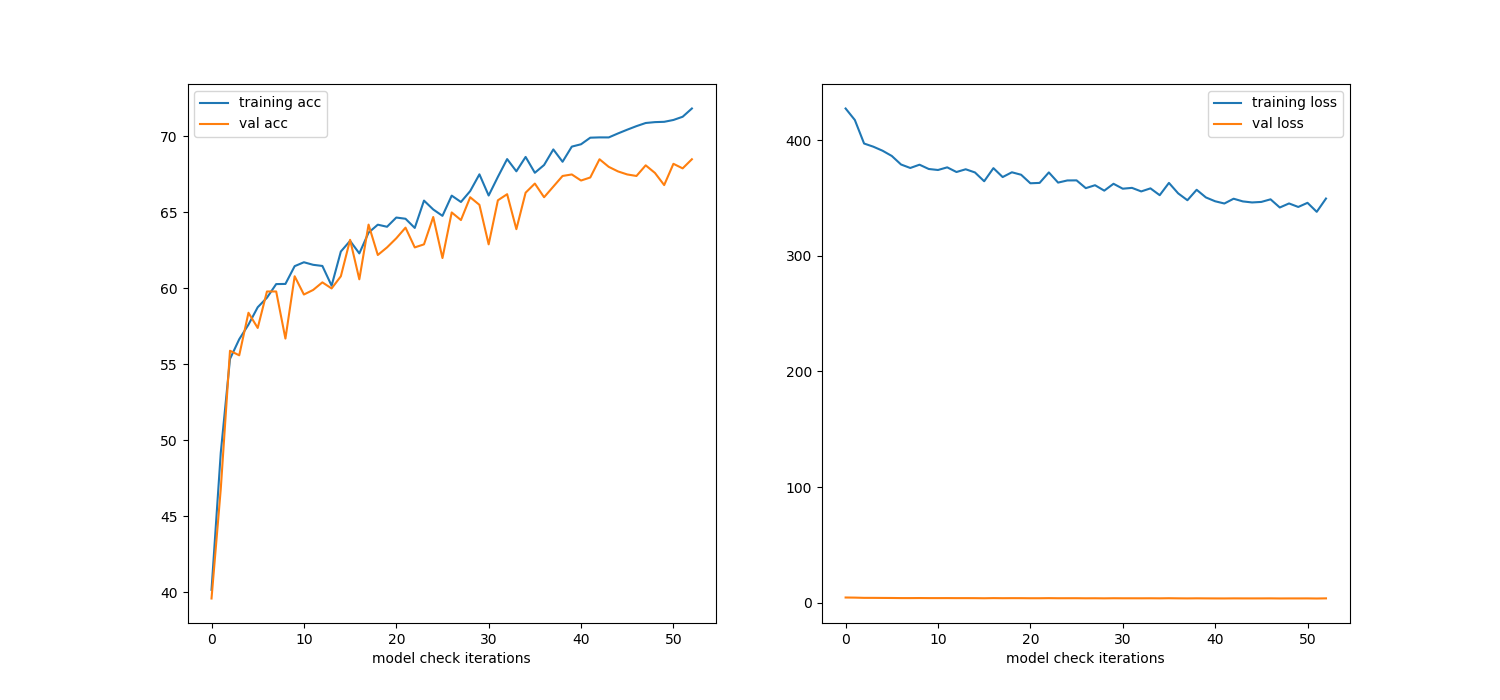 training acc
val acc
70
65
60
55
50
45
40
0 10 20 30 40 50
model check iterations
training loss
val loss
400
300
200
100
0
0 10 20 30 40 50
model check iterations